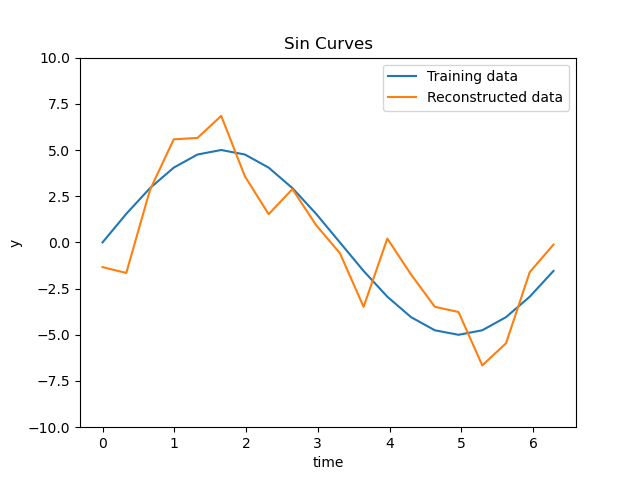 Sin Curves
10.0
7.5
5.0
2.5
0.0
−2.5
−5.0
−7.5
−10.0
y
Training data
Reconstructed data
0 1 2 3 4 5 6
time